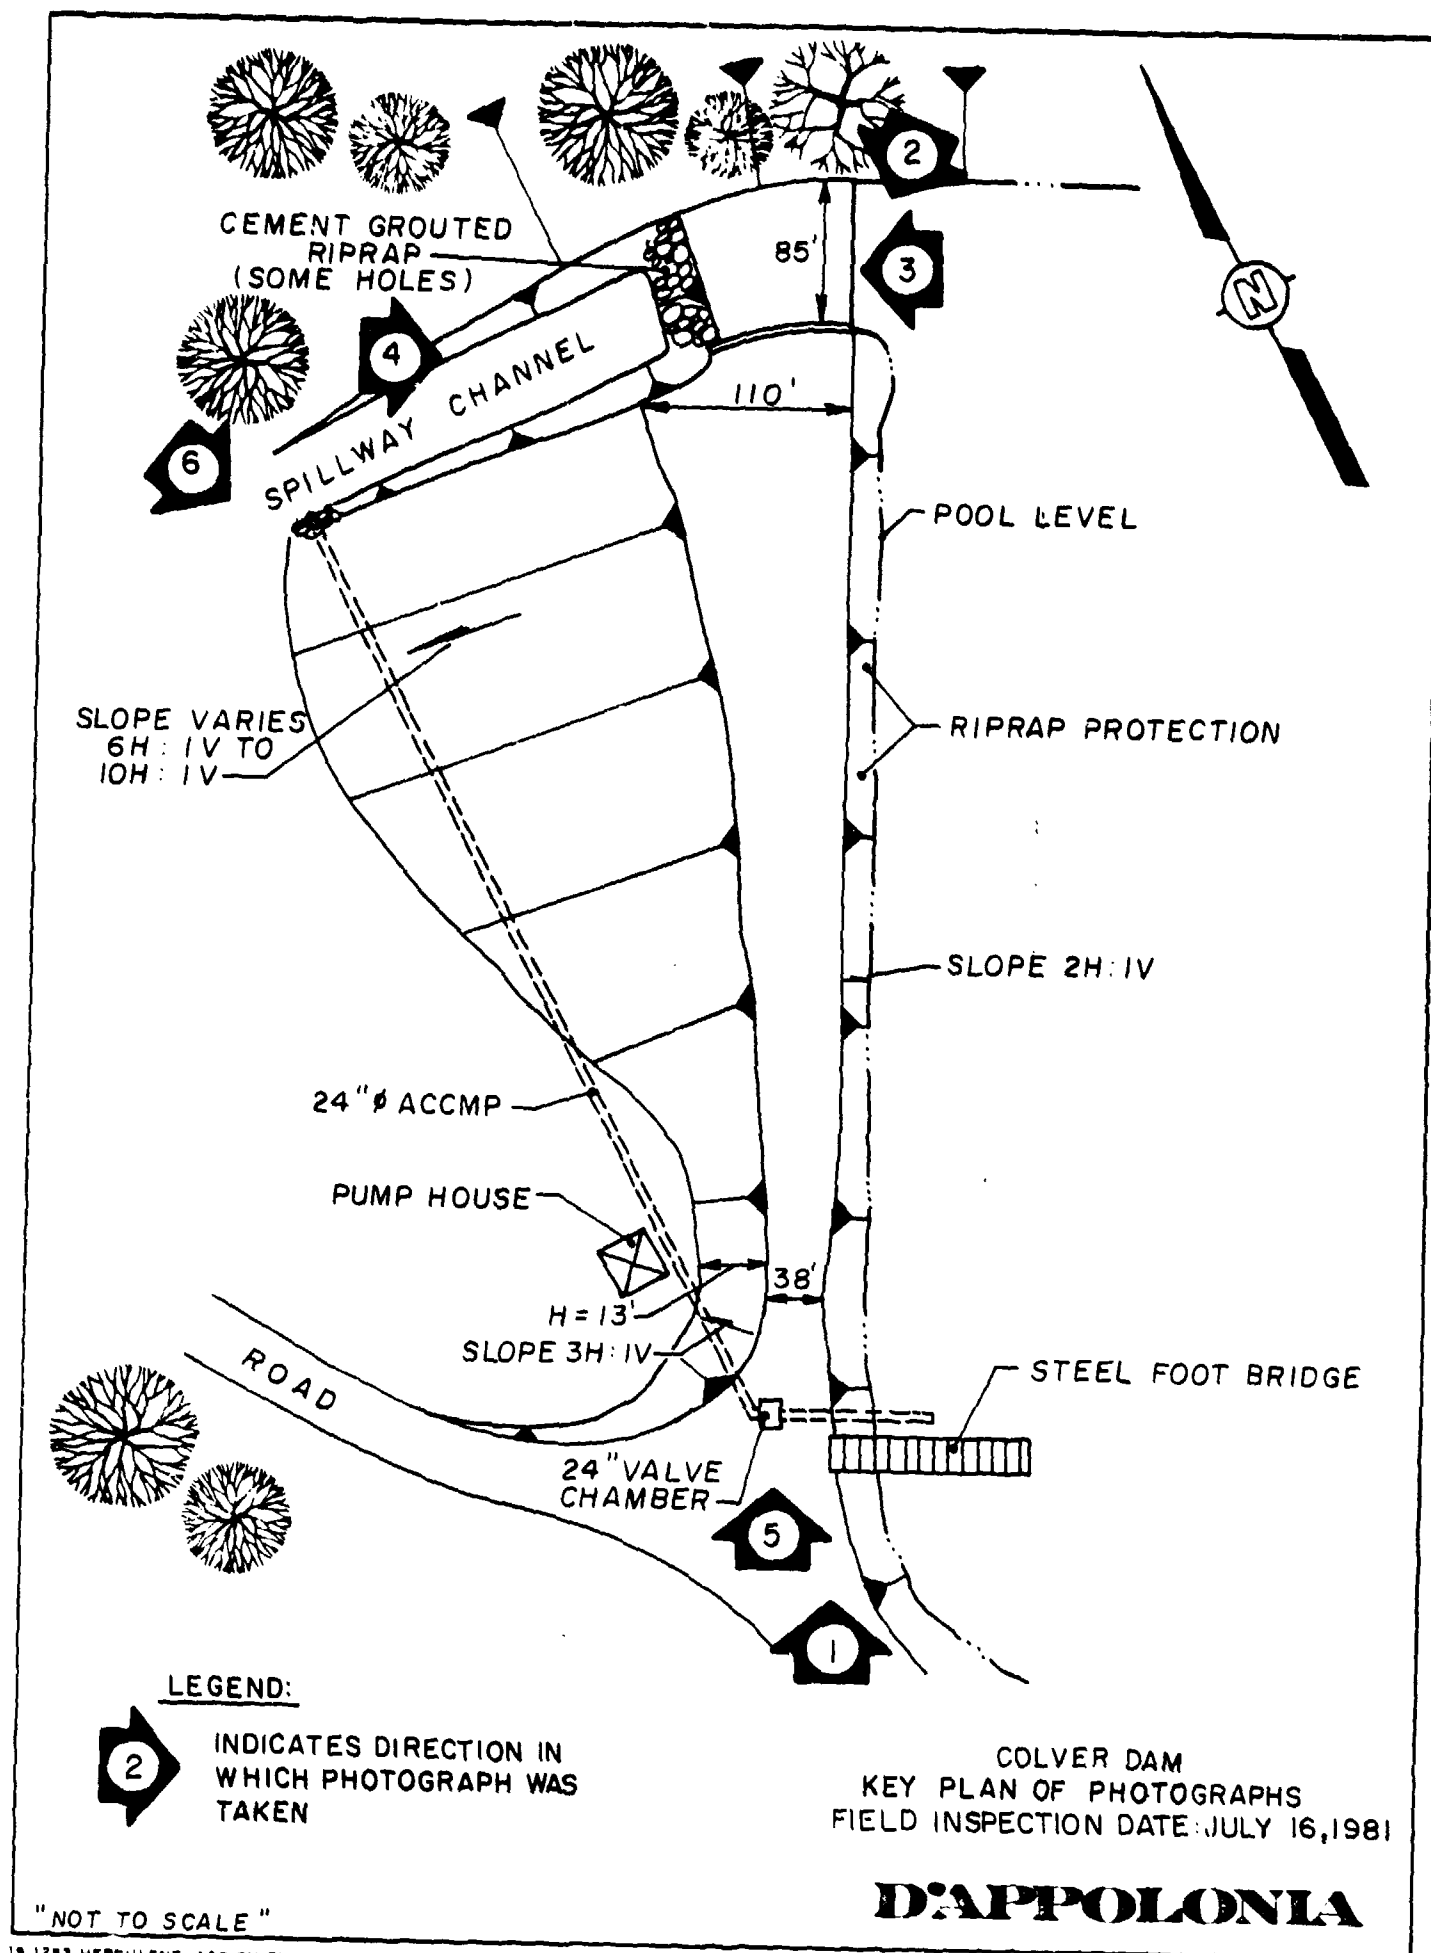 2
CEMENT GROUTED
RIPRAP
(SOME HOLES)
85'
3
N
4
SPILLWAY CHANNEL
110'
6
POOL LEVEL
SLOPE VARIES
6H : 1V TO
10H : 1V
RIPRAP PROTECTION
SLOPE 2H:1V
24"ø ACCMP
PUMP HOUSE
38'
H=13'
SLOPE 3H:1V
ROAD
STEEL FOOT BRIDGE
24" VALVE
CHAMBER
5
1
LEGEND:
2
INDICATES DIRECTION IN
WHICH PHOTOGRAPH WAS
TAKEN
COLVER DAM
KEY PLAN OF PHOTOGRAPHS
FIELD INSPECTION DATE: JULY 16, 1981
D'APPOLONIA
"NOT TO SCALE"